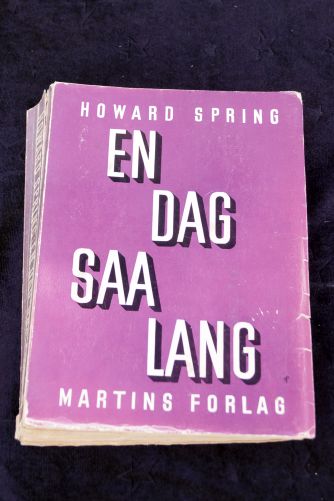 HOWARD SPRING
EN
DAG
SAA
LANG
MARTINS FORLAG